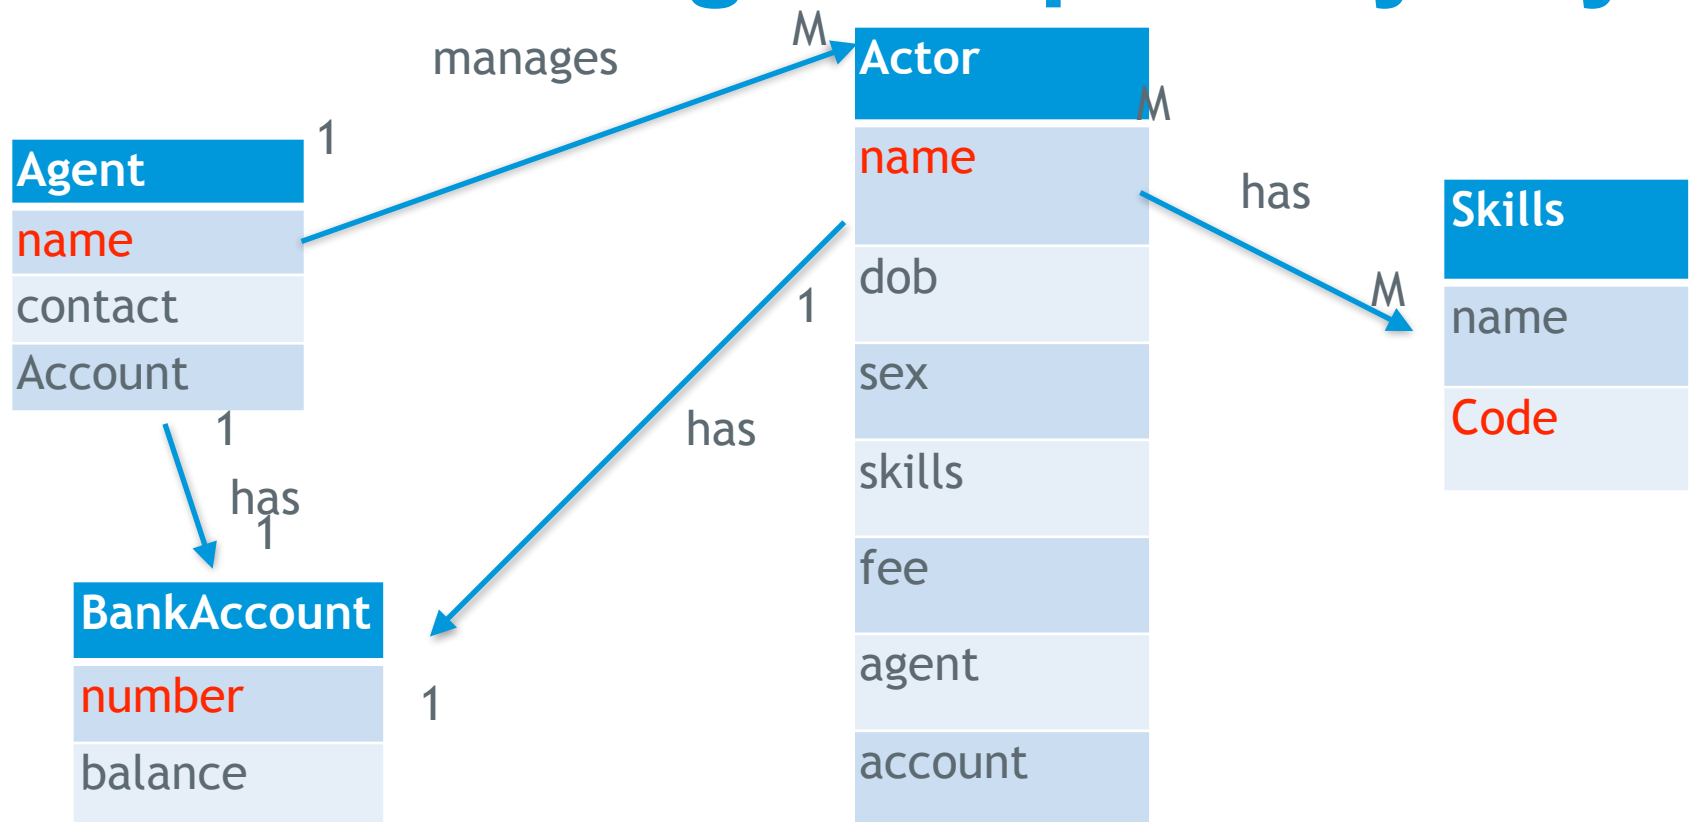 manages
M
1
Agent
name
contact
Account
1
has
1
BankAccount
number
balance
1
has
1
Actor
M
name
dob
sex
skills
fee
agent
account
has
M
Skills
name
Code